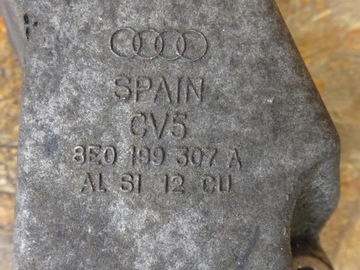 SPAIN
CV5
8E0 199 307 A
AL SI 12 CU